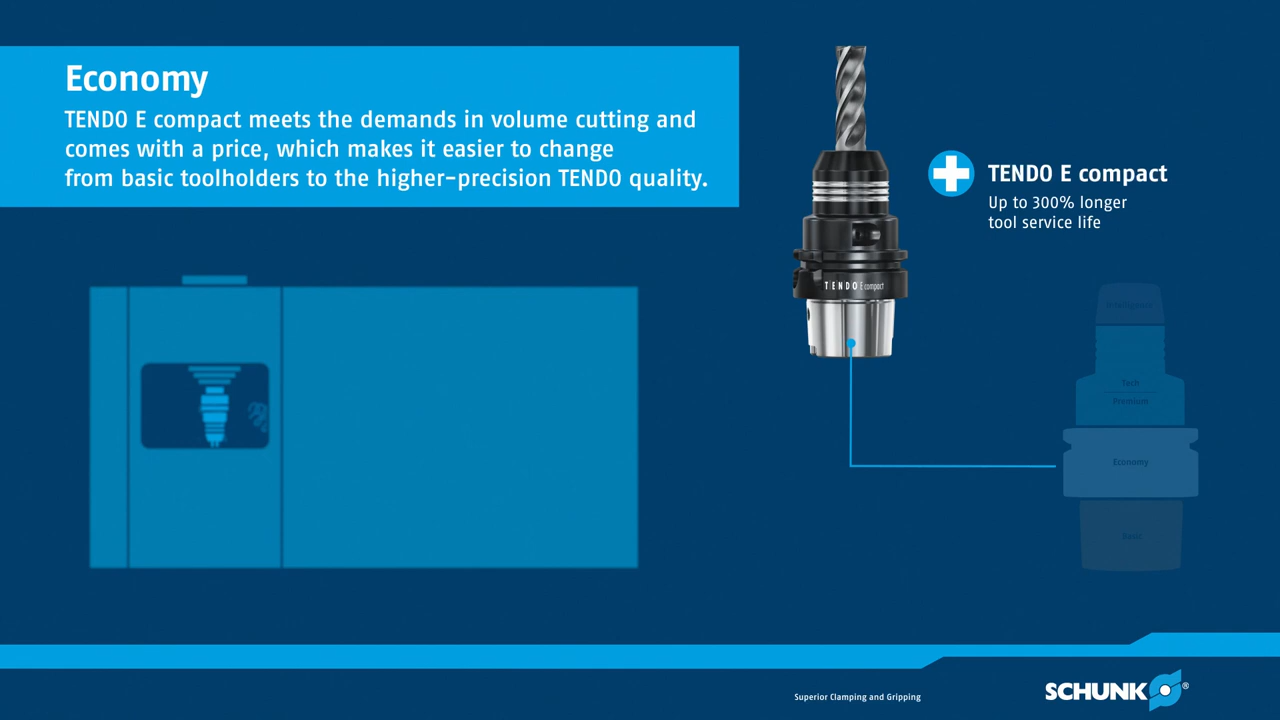 Economy
TENDO E compact meets the demands in volume cutting and
comes with a price, which makes it easier to change
from basic toolholders to the higher-precision TENDO quality.
TENDO E compact
Up to 300% longer
tool service life
TENDO E compact
Tech
Premium
Economy
Basic
Superior Clamping and Gripping
SCHUNK®